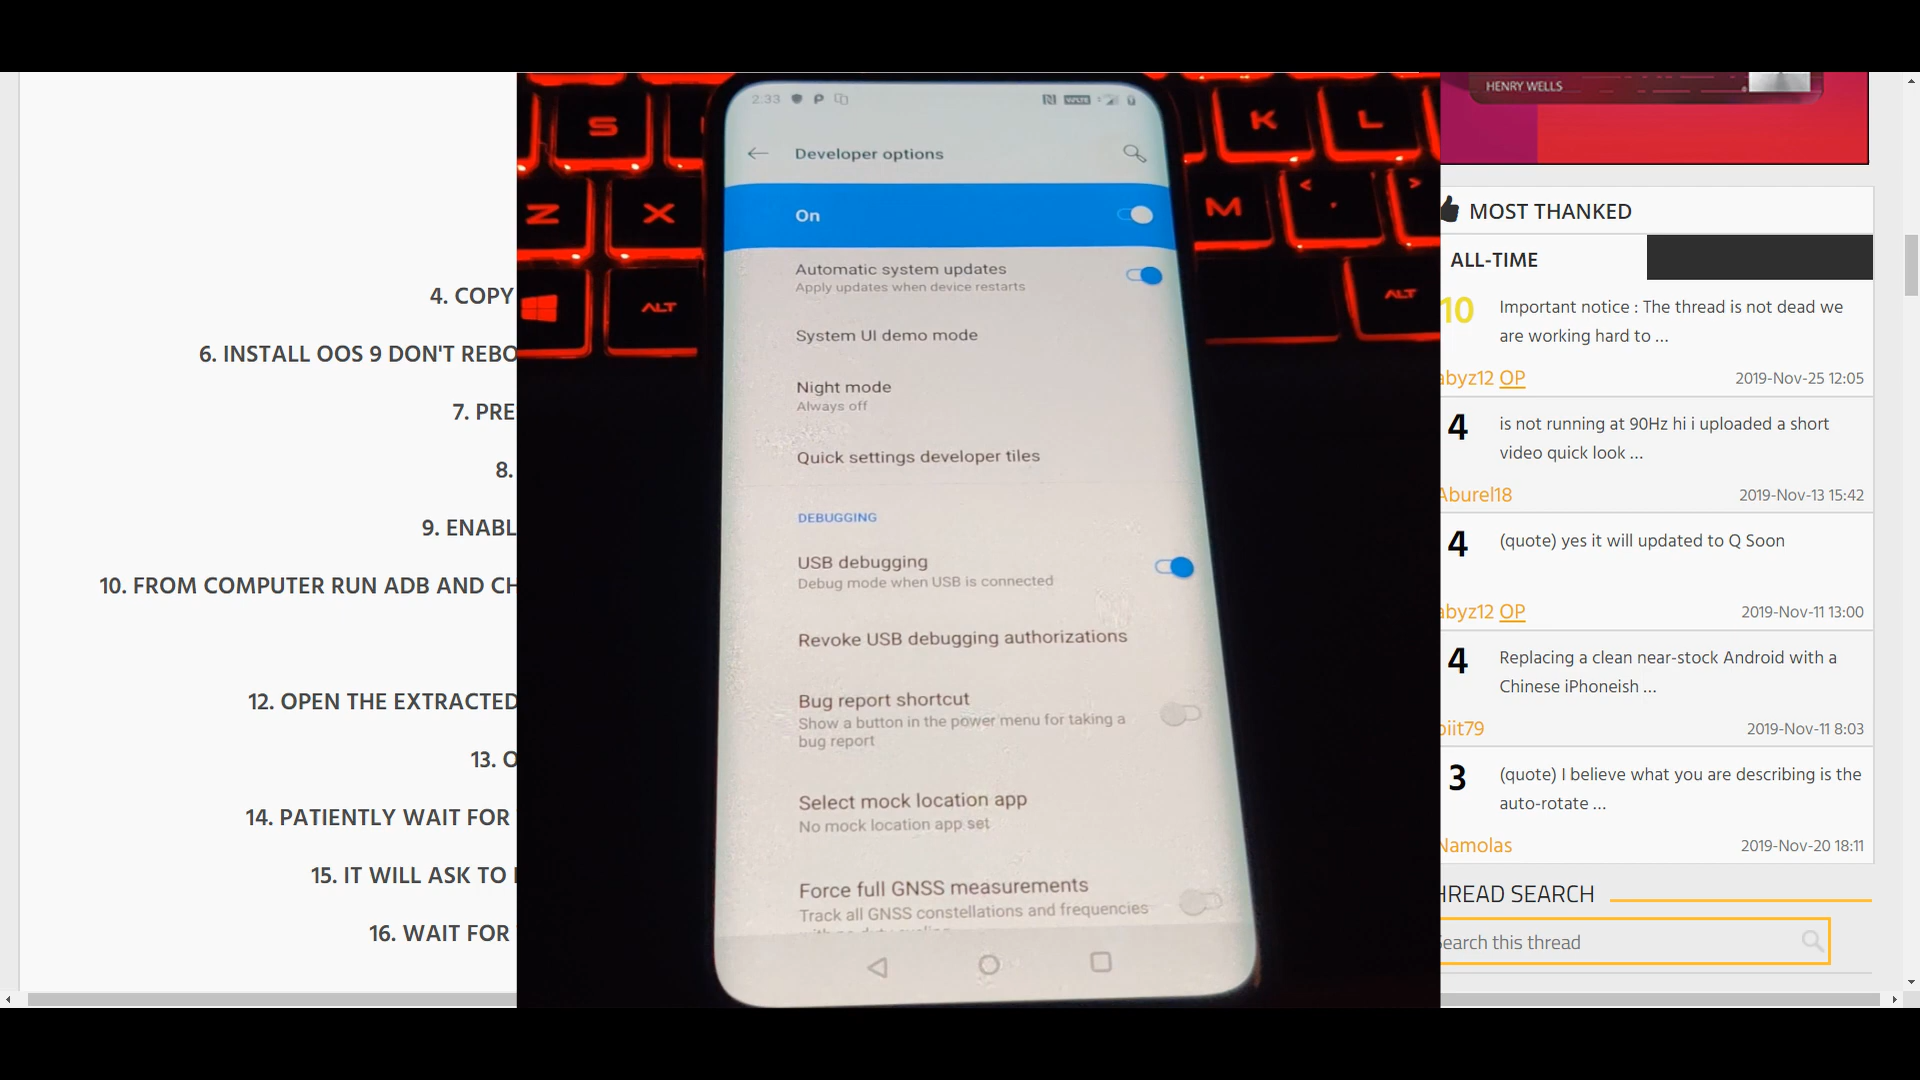 4. COPY
6. INSTALL OOS 9 DON'T REBO
7. PRE
8.
9. ENABL
10. FROM COMPUTER RUN ADB AND CH
12. OPEN THE EXTRACTED
13. O
14. PATIENTLY WAIT FOR
15. IT WILL ASK TO
16. WAIT FOR
S
K
L
Z
X
M
<
>
ALT
ALT
2.33
P
VoLTE
Developer options
On
Automatic system updates
Apply updates when device restarts
System UI demo mode
Night mode
Always off
Quick settings developer tiles
DEBUGGING
USB debugging
Debug mode when USB is connected
Revoke USB debugging authorizations
Bug report shortcut
Show a button in the power menu for taking a
bug report
Select mock location app
No mock location app set
Force full GNSS measurements
Track all GNSS constellations and frequencies
HENRY WELLS
MOST THANKED
ALL-TIME
10 Important notice : The thread is not dead we
are working hard to ...
abyz12 OP 2019-Nov-25 12:05
4 is not running at 90Hz hi i uploaded a short
video quick look ...
Aburel18 2019-Nov-13 15:42
4 (quote) yes it will updated to Q Soon
abyz12 OP 2019-Nov-11 13:00
4 Replacing a clean near-stock Android with a
Chinese iPhoneish ...
oiit79 2019-Nov-11 8:03
3 (quote) I believe what you are describing is the
auto-rotate ...
Namolas 2019-Nov-20 18:11
HREAD SEARCH
Search this thread